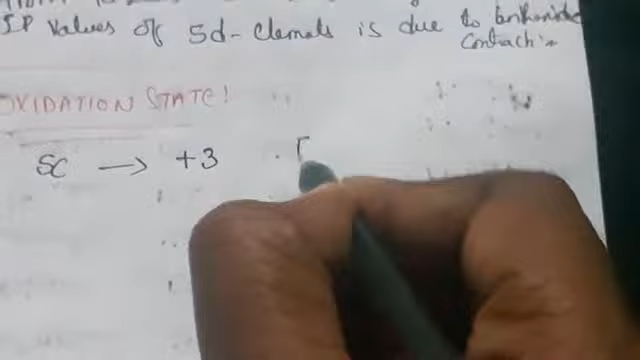 IP values of 5d- elements is due to lanthanide
Contraction
OXIDATION STATE!
SC → +3